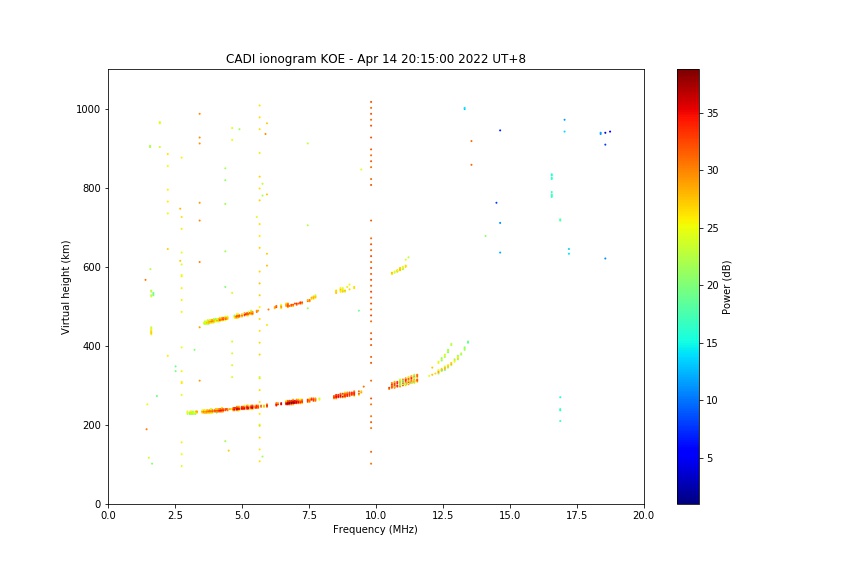 CADI ionogram KOE - Apr 14 20:15:00 2022 UT+8
1000
800
600
400
200
0
Virtual height (km)
0.0 2.5 5.0 7.5 10.0 12.5 15.0 17.5 20.0
Frequency (MHz)
35
30
25
20
15
10
5
Power (dB)